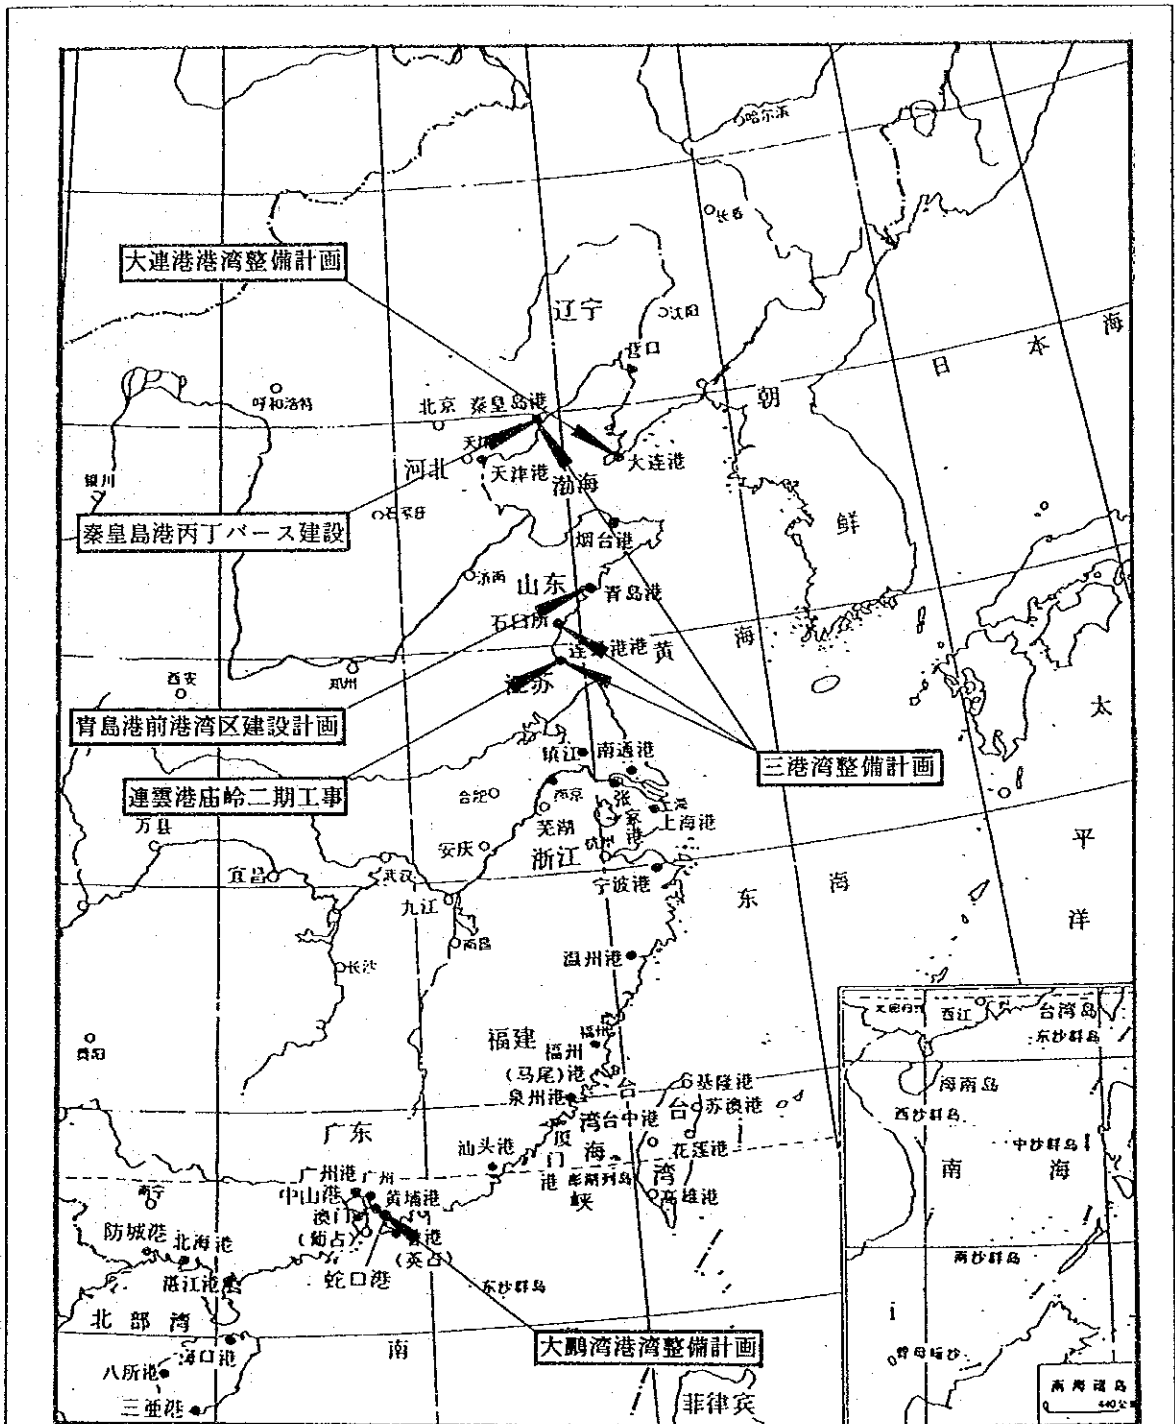 哈尔滨
长春
大連港港湾整備計画
辽宁
沈阳
营口
日本海
呼和浩特
北京
秦皇岛港
朝鲜
河北
天津港
渤海
大连港
银川
石家庄
秦皇島港丙丁バース建設
烟台港
济南
山东
青岛港
石臼所
黄海
西安
郑州
青島港前港湾区建設計画
太平洋
镇江
南通港
三港湾整備計画
連雲港庙岭二期工事
合肥
南京
张家港
上海
上海港
芜湖
万县
安庆
浙江
杭州
宜昌
武汉
宁波港
九江
东海
南昌
长沙
温州港
西江
台湾岛
东沙群岛
福建
福州
福州
(马尾)港
贵阳
海南岛
基隆港
泉州港
苏澳港
西沙群岛
台湾海峡
台中港
台湾
广东
厦门港
花莲港
中沙群岛
汕头港
澎湖列岛
南海
广州港
广州
南宁
中山港
黄埔港
高雄港
澳门
(葡占)
香港
(英占)
防城港
北海港
南沙群岛
蛇口港
湛江港
东沙群岛
北部湾
海口港
大鵬湾港湾整備計画
南
曾母暗沙
八所港
三亜港
菲律宾
南海诸岛